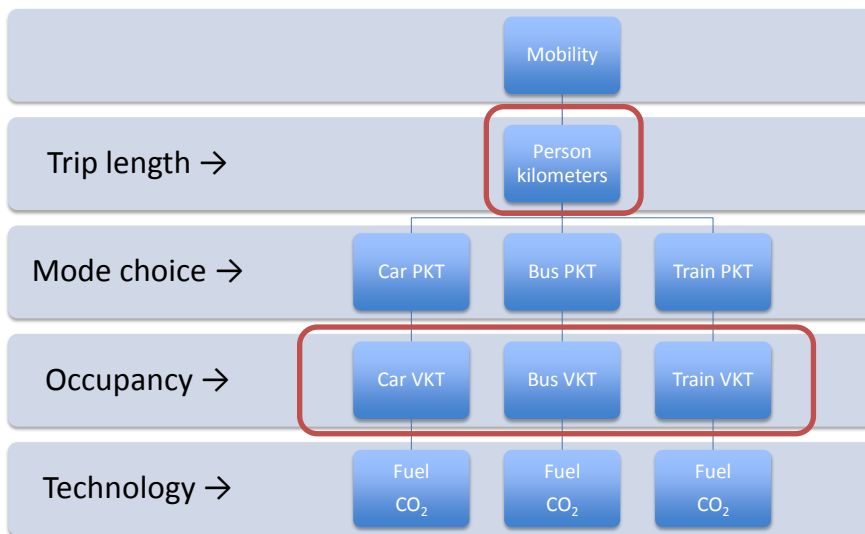 Mobility
Trip length →
Person
kilometers
Mode choice →
Car PKT
Bus PKT
Train PKT
Occupancy →
Car VKT
Bus VKT
Train VKT
Technology →
Fuel
CO₂
Fuel
CO₂
Fuel
CO₂